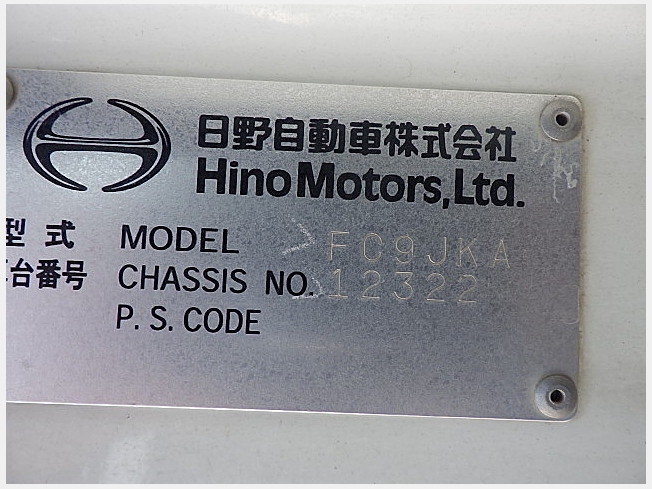 日野自動車株式会社
Hino Motors, Ltd.
型式 MODEL FC9JKA
台番号 CHASSIS NO. 12322
P. S. CODE